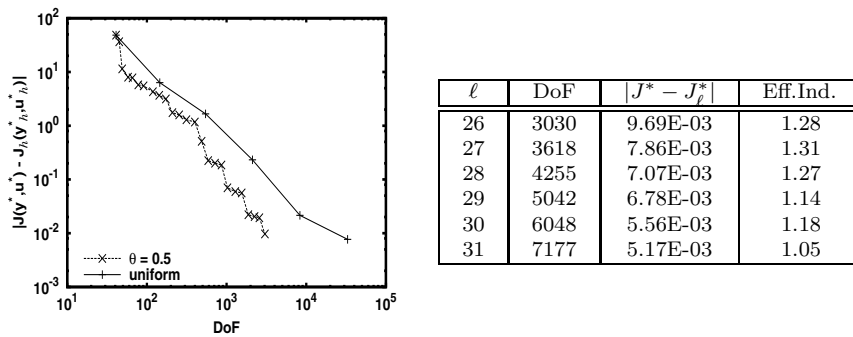 10^2
10^1
10^0
10^-1
10^-2
10^-3
|J(y*,u*) - J_h(y*_h,u*_h)|
θ = 0.5
uniform
10^1 10^2 10^3 10^4 10^5
DoF
ℓ DoF |J* − J*_ℓ| Eff.Ind.
26 3030 9.69E-03 1.28
27 3618 7.86E-03 1.31
28 4255 7.07E-03 1.27
29 5042 6.78E-03 1.14
30 6048 5.56E-03 1.18
31 7177 5.17E-03 1.05